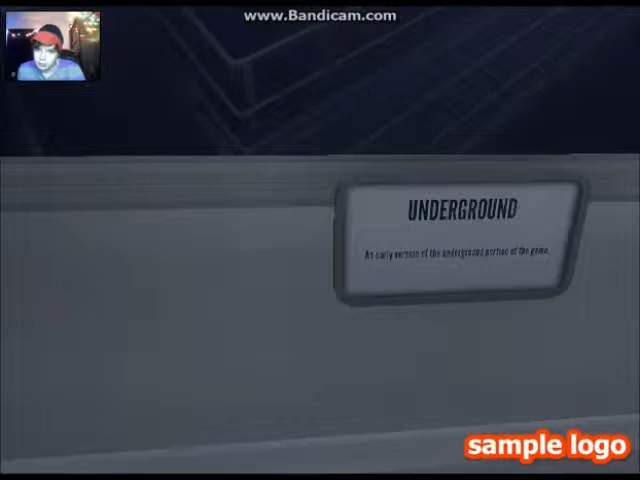 www.Bandicam.com
UNDERGROUND
An early version of the underground portion of the game.
sample logo